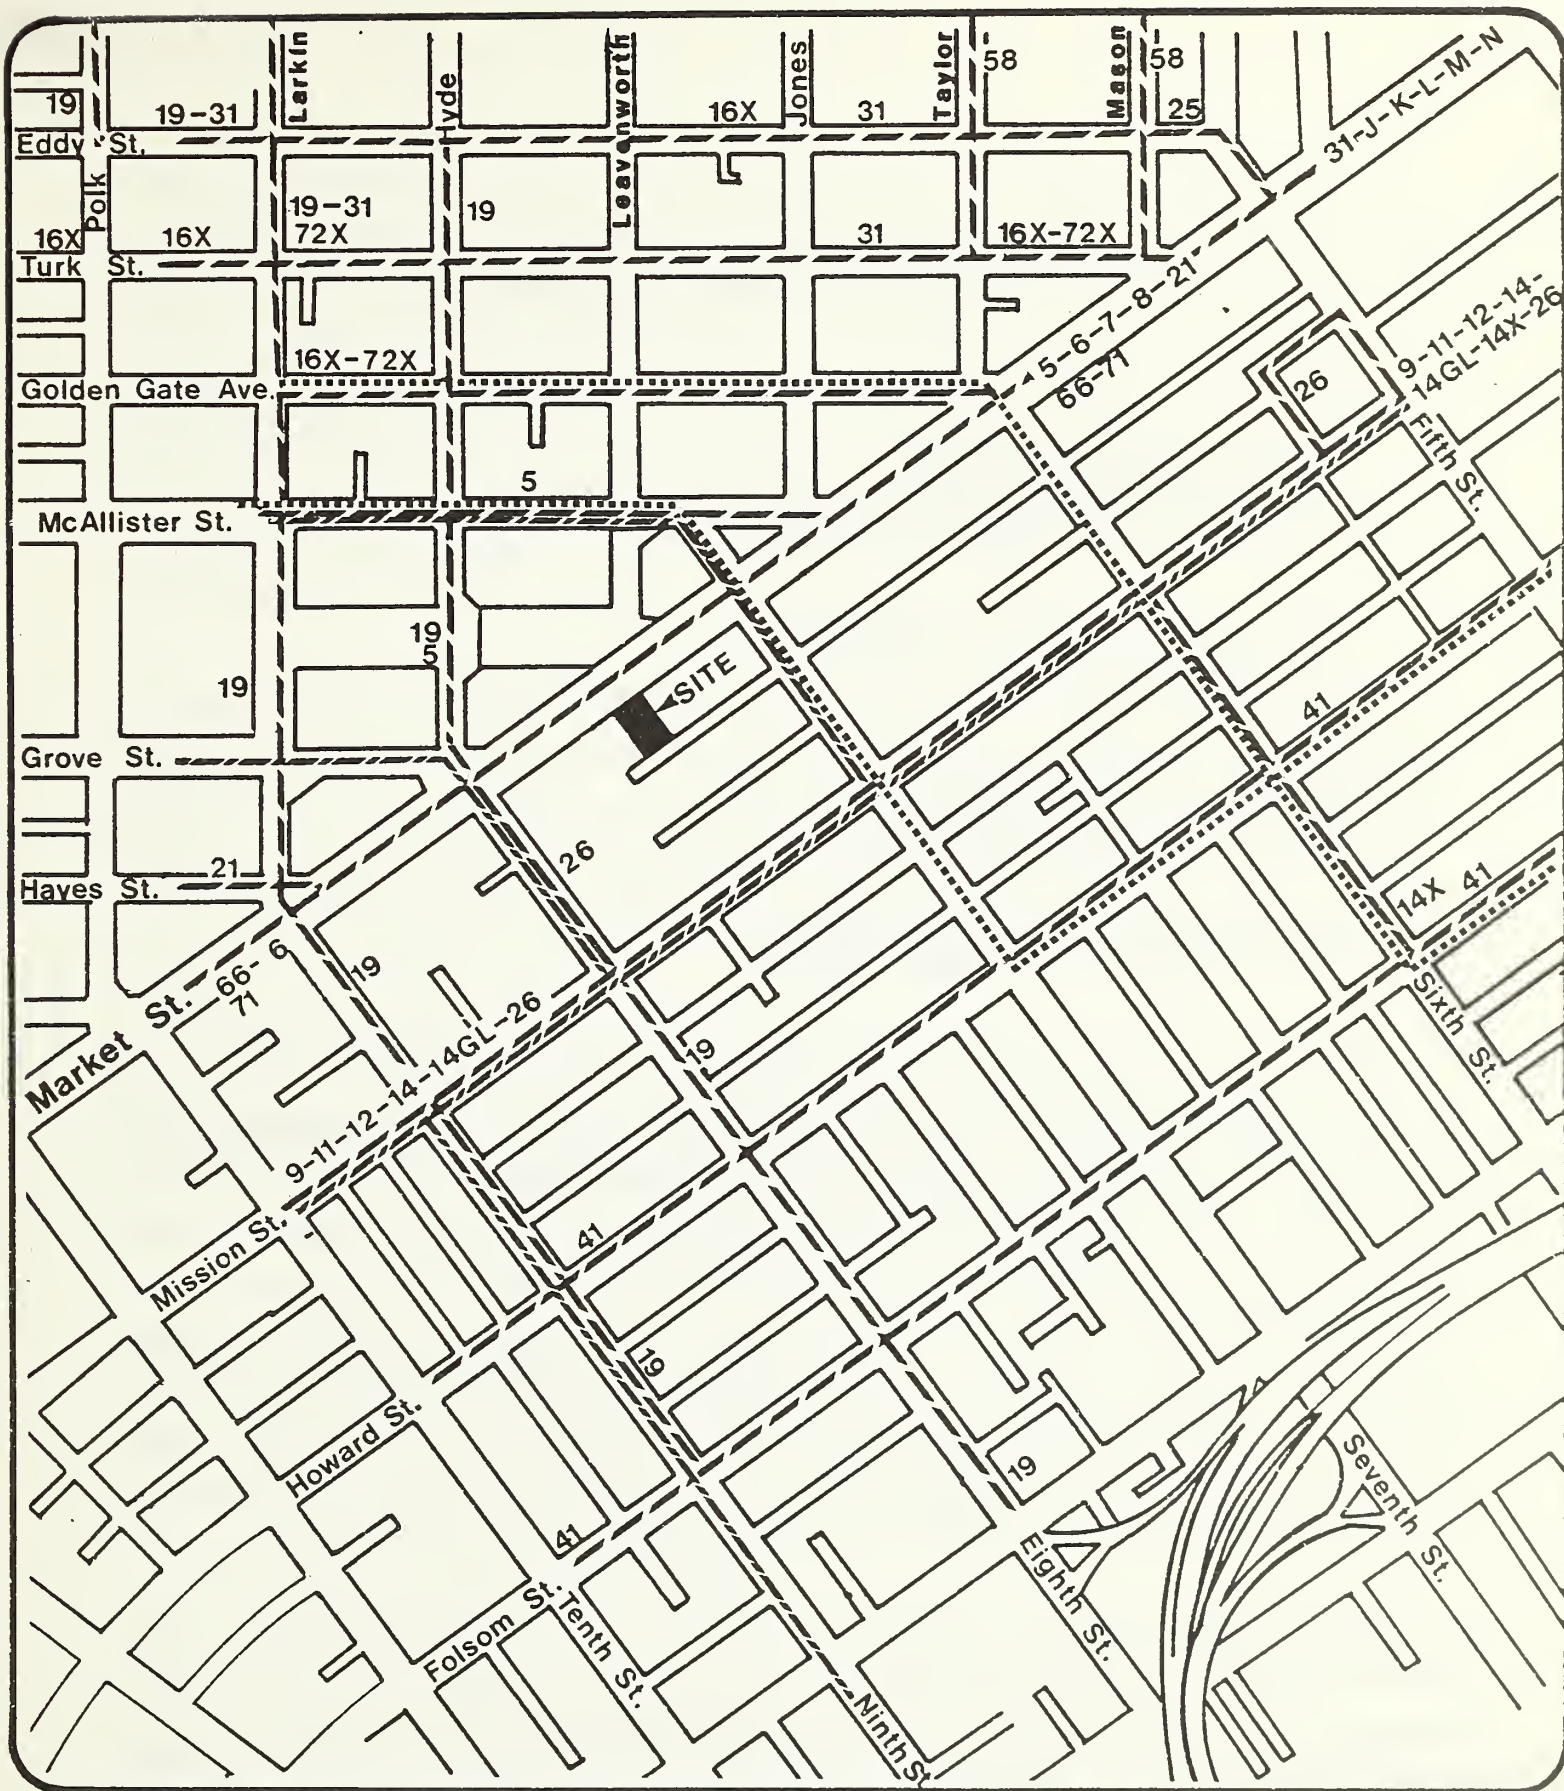 Larkin
Hyde
Leavenworth
Jones
Taylor
58
Mason
58
31-J-K-L-M-N
19
19-31
16X
31
25
Eddy St.
Polk
19-31
72X
19
16X
16X
31
16X-72X
Turk St.
5-6-7-8-21
66-71
9-11-12-14-
14GL-14X-26
16X-72X
26
Golden Gate Ave.
Fifth St.
5
McAllister St.
19
5
SITE
19
41
Grove St.
26
21
Hayes St.
14X 41
66-6
71
19
Market St.
Sixth St.
19
9-11-12-14-14GL-26
Mission St.
41
19
Howard St.
19
Seventh St.
41
Eighth St.
Folsom St.
Tenth St.
Ninth St